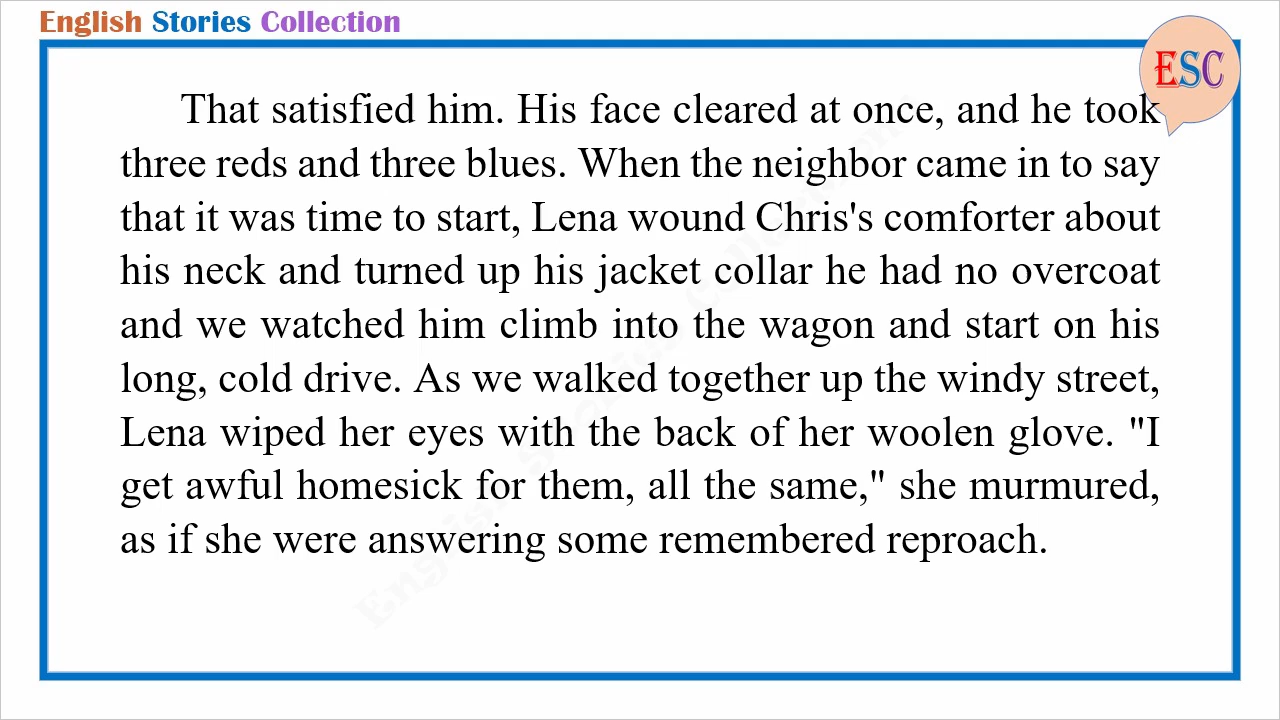 English Stories Collection
ESC
That satisfied him. His face cleared at once, and he took
three reds and three blues. When the neighbor came in to say
that it was time to start, Lena wound Chris's comforter about
his neck and turned up his jacket collar he had no overcoat
and we watched him climb into the wagon and start on his
long, cold drive. As we walked together up the windy street,
Lena wiped her eyes with the back of her woolen glove. "I
get awful homesick for them, all the same," she murmured,
as if she were answering some remembered reproach.
English Stories Collection